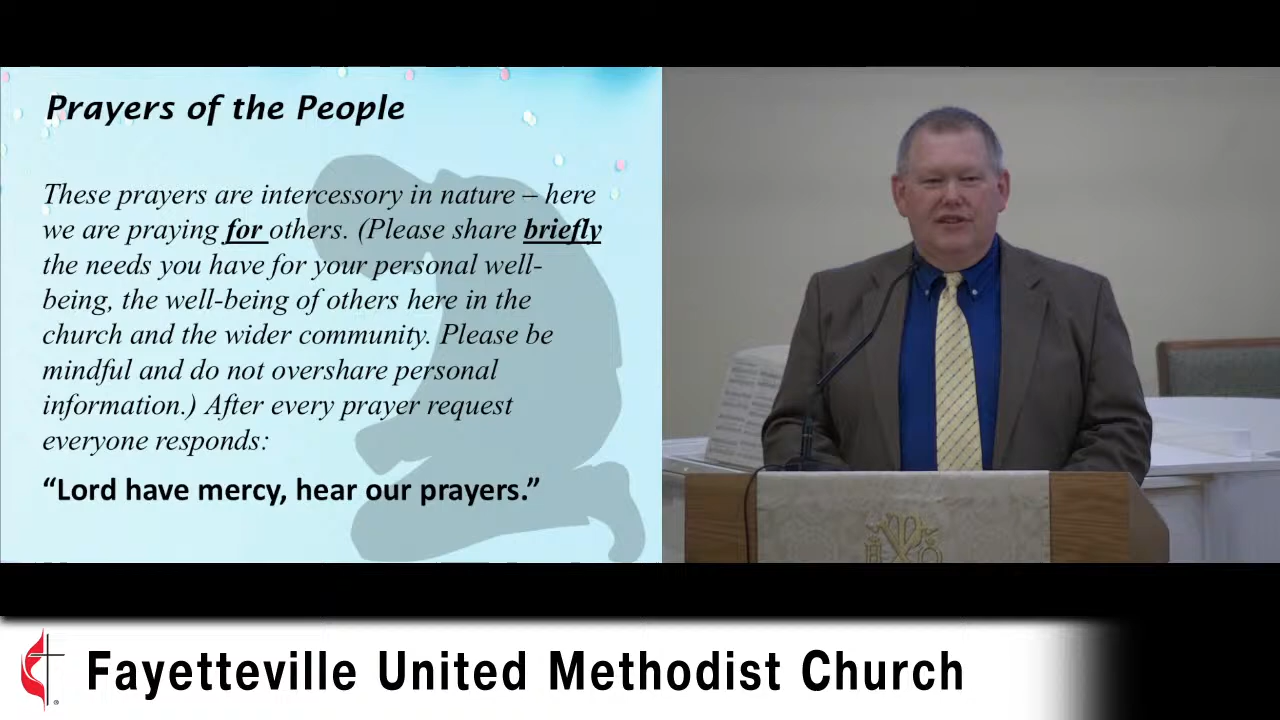 Prayers of the People
These prayers are intercessory in nature – here
we are praying for others. (Please share briefly
the needs you have for your personal well-
being, the well-being of others here in the
church and the wider community. Please be
mindful and do not overshare personal
information.) After every prayer request
everyone responds:
“Lord have mercy, hear our prayers.”
Fayetteville United Methodist Church